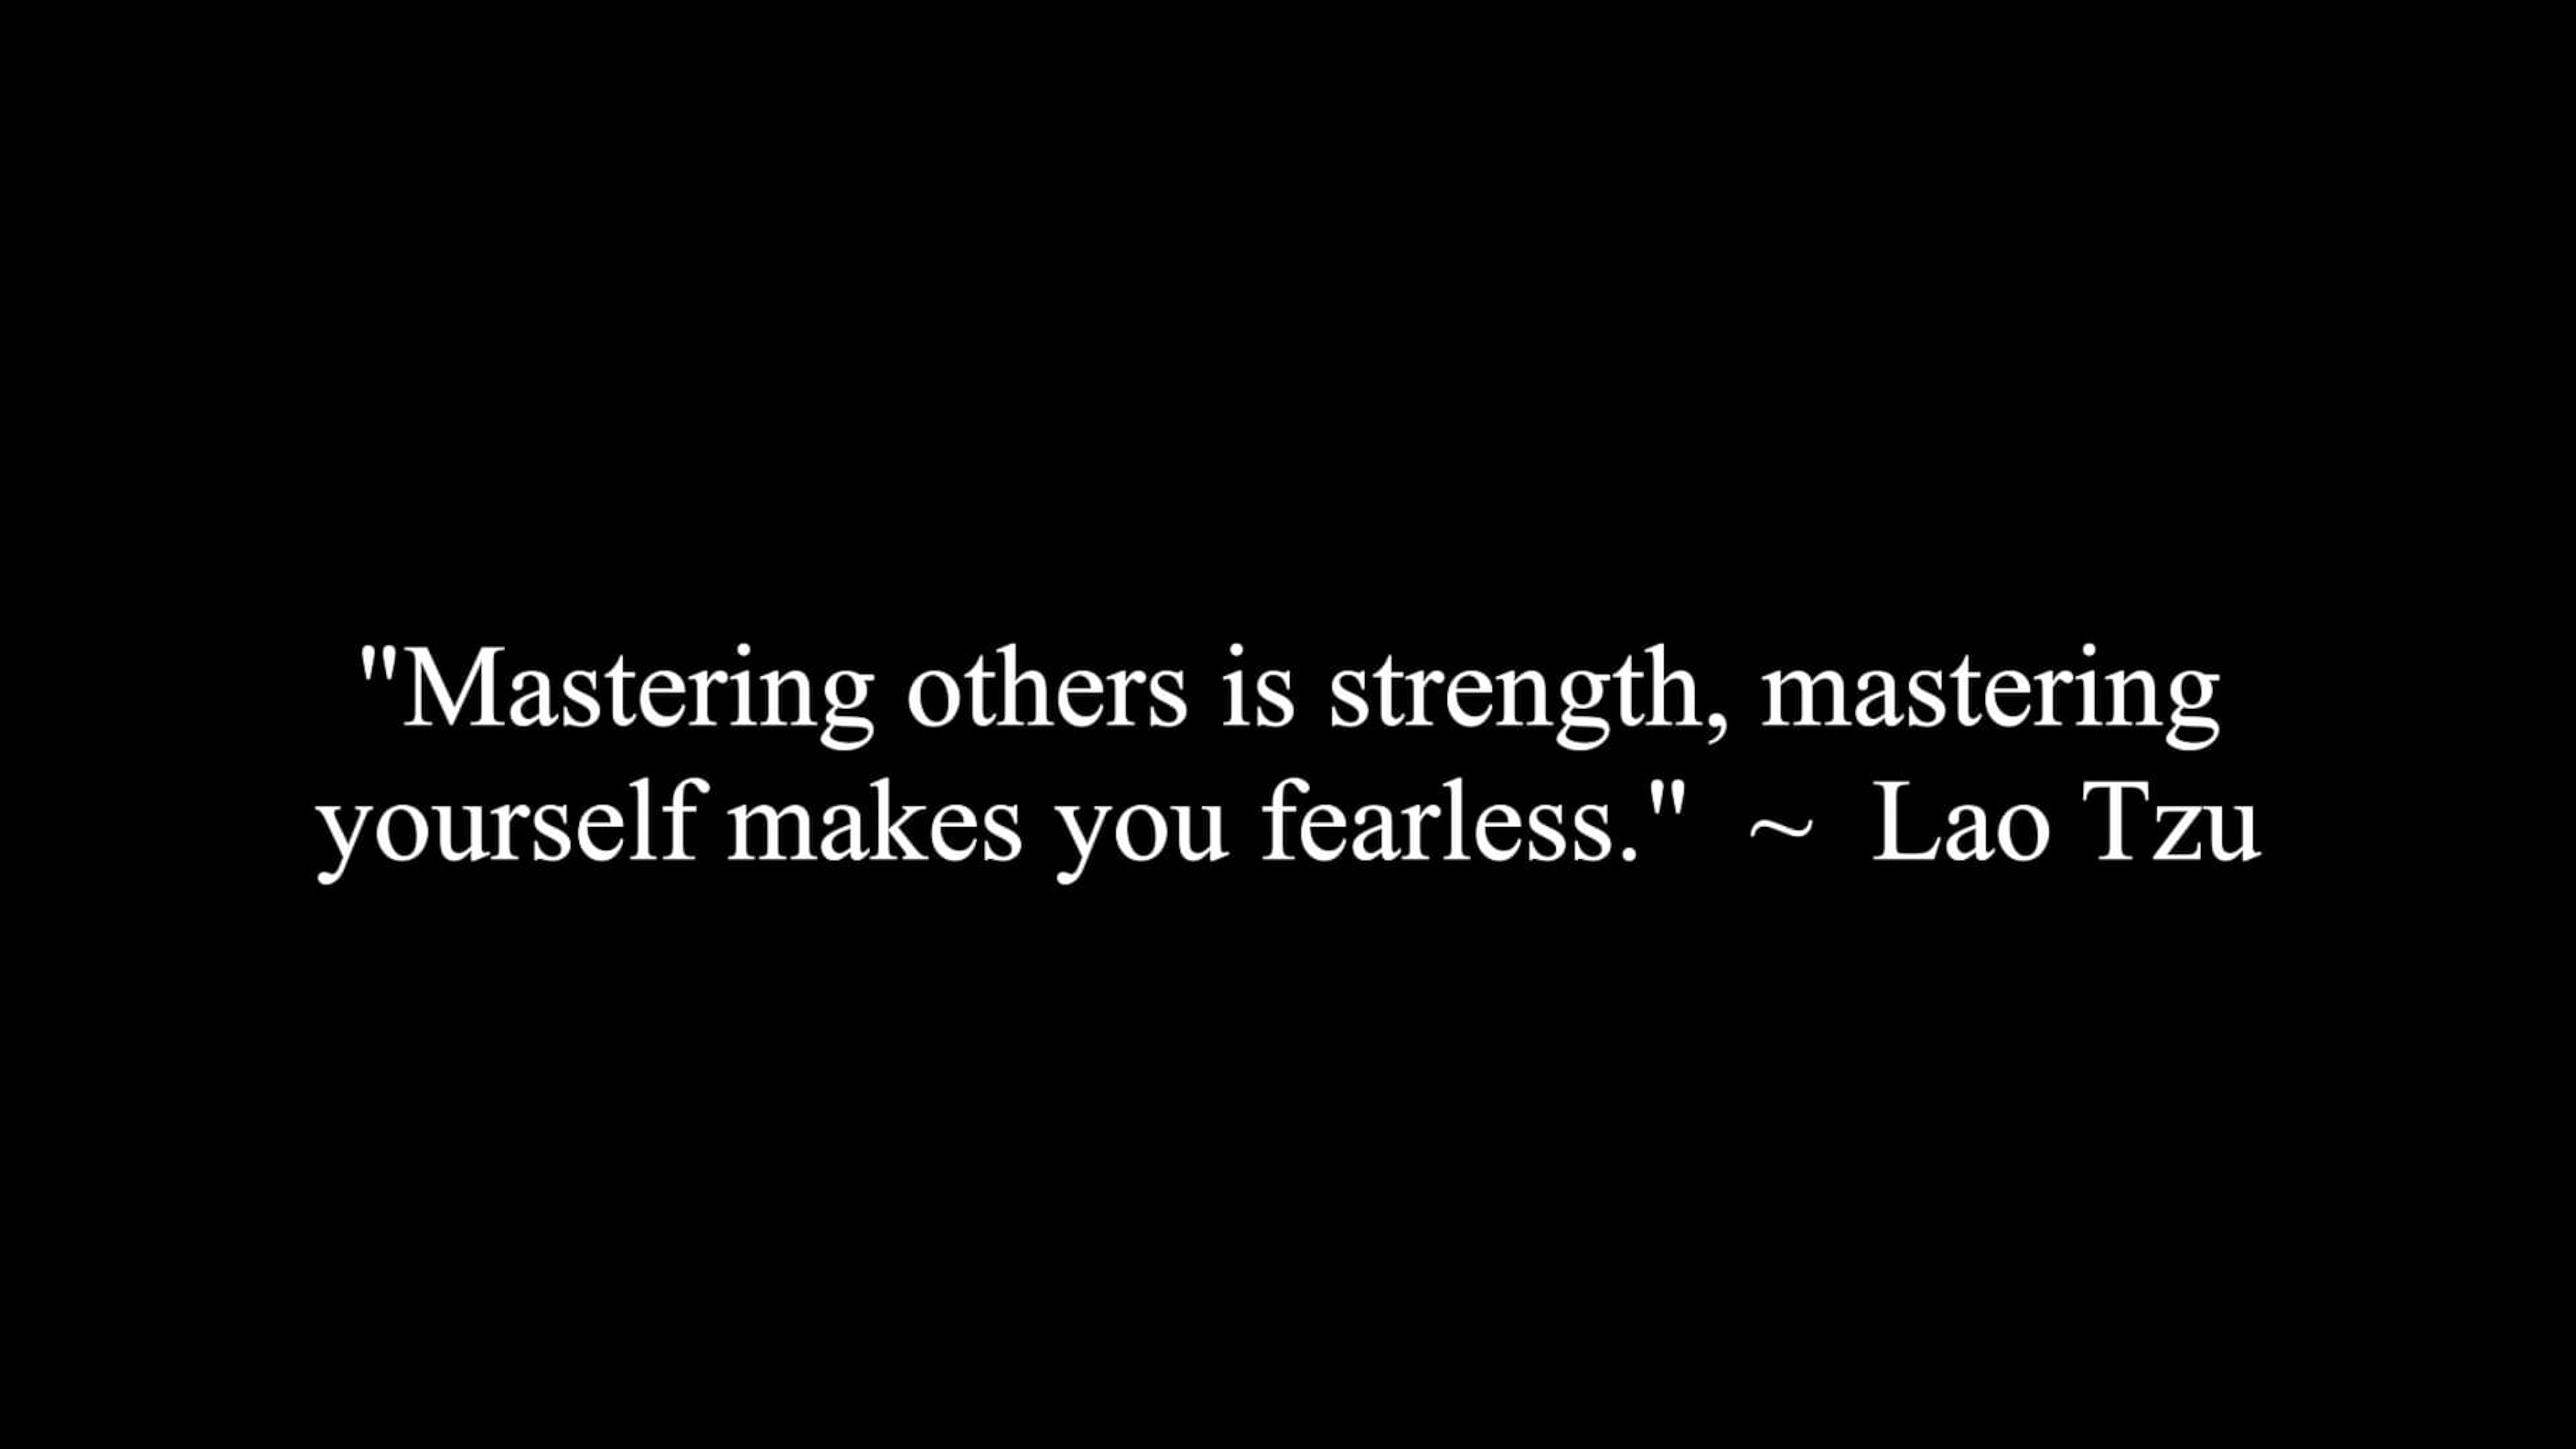 "Mastering others is strength, mastering
yourself makes you fearless."  ~  Lao Tzu